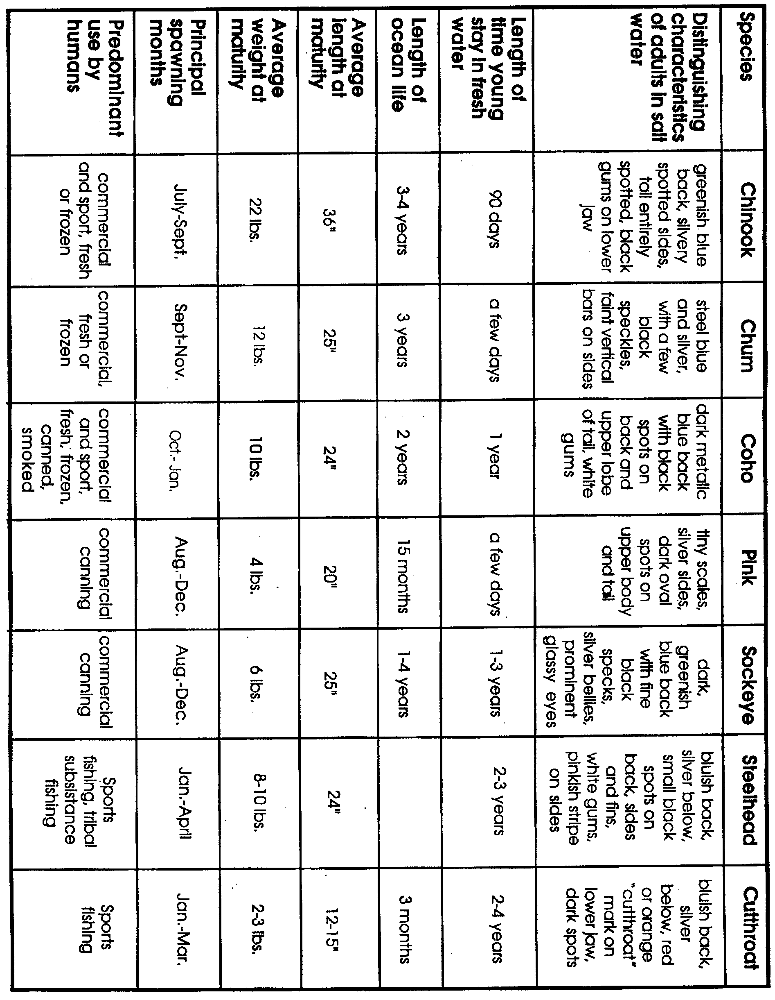 Species
Chinook
Chum
Coho
Pink
Sockeye
Steelhead
Cutthroat
Distinguishing
characteristics
of adults in salt
water
greenish blue
back, silvery
spotted sides,
tail entirely
spotted, black
gums on lower
jaw
steel blue
and silver,
with a few
black
speckles,
faint vertical
bars on sides
dark metalic
blue back
with black
spots on
back and
upper lobe
of tail, white
gums
tiny scales,
silver sides,
dark oval
spots on
upper body
and tail
dark,
greenish
blue back
with fine
black
specks,
silver bellies,
prominent
glassy eyes
bluish back,
silver below,
small black
spots on
back, sides
and fins,
white gums,
pinkish stripe
on sides
bluish back,
silver
below, red
or orange
"cutthroat"
mark on
lower jaw,
dark spots
Length of
time young
stay in fresh
water
90 days
a few days
1 year
a few days
1-3 years
2-3 years
2-4 years
Length of
ocean life
3-4 years
3 years
2 years
15 months
1-4 years
3 months
Average
length at
maturity
36"
25"
24"
20"
25"
24"
12-15"
Average
weight at
maturity
22 lbs.
12 lbs.
10 lbs.
4 lbs.
6 lbs.
8-10 lbs.
2-3 lbs.
Principal
spawning
months
July-Sept.
Sept-Nov.
Oct.- Jan.
Aug.-Dec.
Aug.-Dec.
Jan.-April
Jan.-Mar.
Predominant
use by
humans
commercial
and sport, fresh
or frozen
commercial,
fresh or
frozen
commercial
and sport,
fresh, frozen,
canned,
smoked
commercial
canning
commercial
canning
Sports
fishing, tribal
subsistance
fishing
Sports
fishing